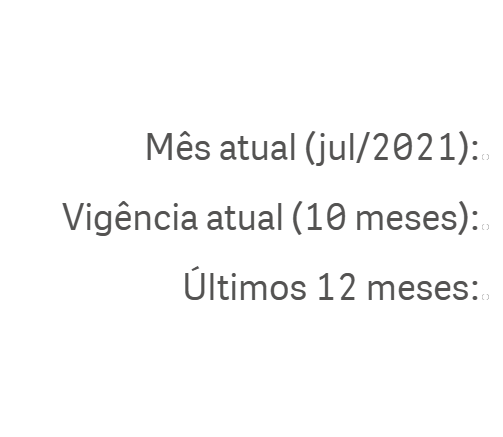 Mês atual (jul/2021):
Vigência atual (10 meses):
Últimos 12 meses: